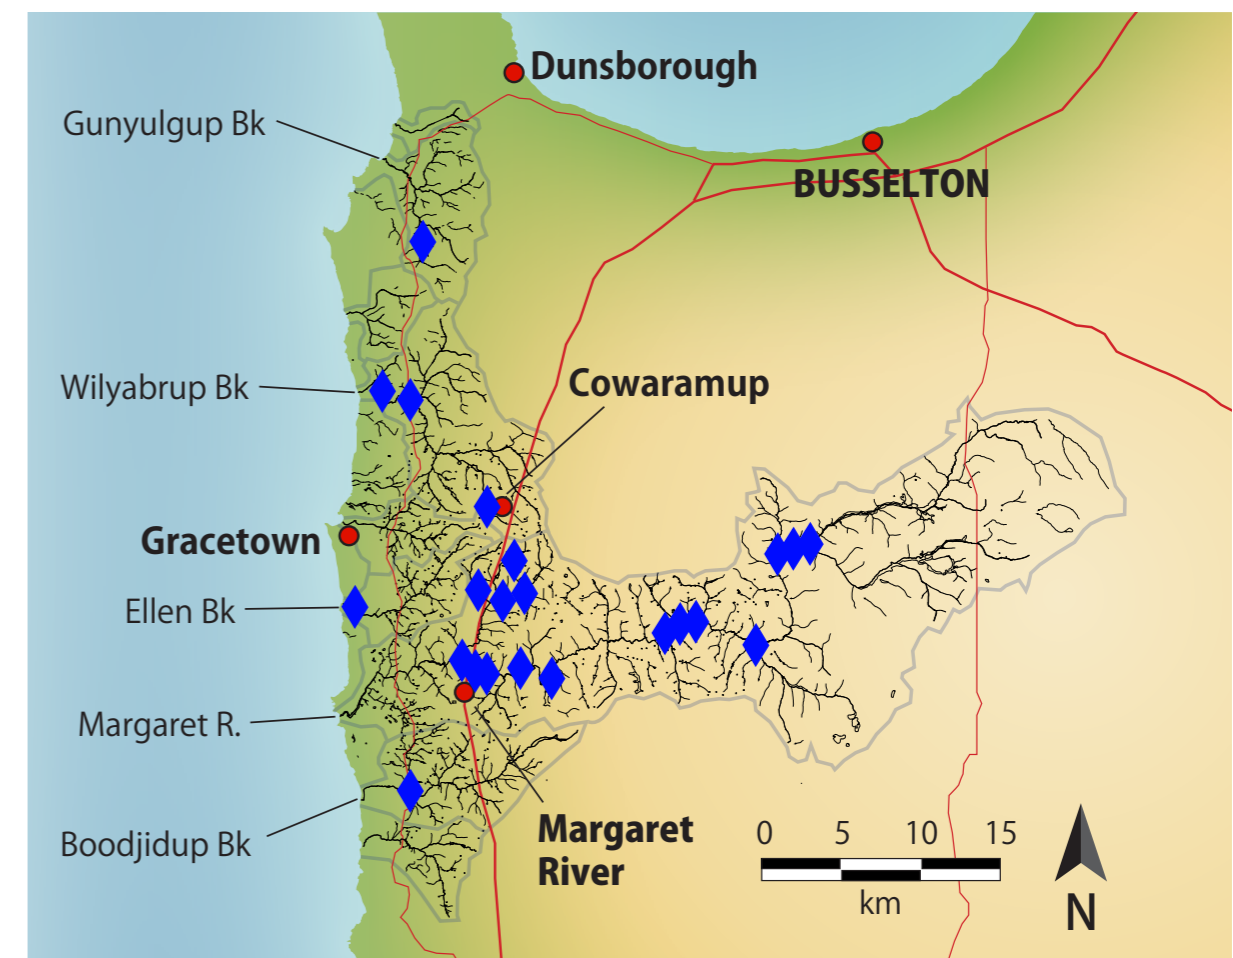 Dunsborough
Gunyulgup Bk
BUSSELTON
Cowaramup
Wilyabrup Bk
Gracetown
Ellen Bk
Margaret R.
Margaret
River
Boodjidup Bk
0 5 10 15
km
N